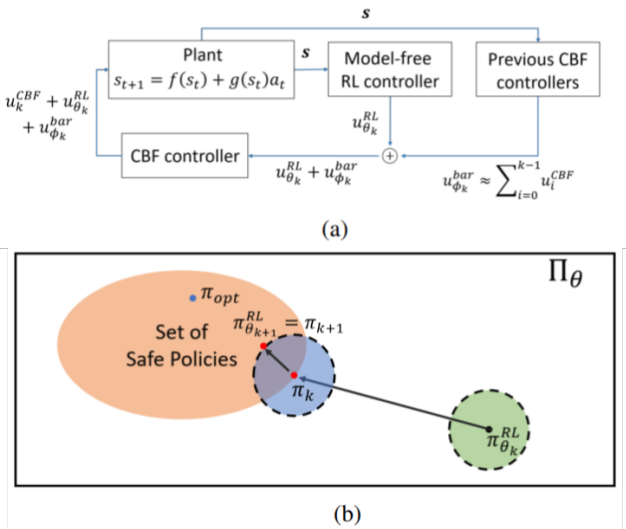 s
Plant
s_{t+1} = f(s_t) + g(s_t)a_t
s
Model-free
RL controller
Previous CBF
controllers
u_k^{CBF} + u_{θ_k}^{RL}
+ u_{ϕ_k}^{bar}
u_{θ_k}^{RL}
CBF controller
u_{θ_k}^{RL} + u_{ϕ_k}^{bar}
+
u_{ϕ_k}^{bar} ≈ ∑_{i=0}^{k-1} u_i^{CBF}
(a)
Π_θ
π_{opt}
Set of
Safe Policies
π_{θ_{k+1}}^{RL} = π_{k+1}
π_k
π_{θ_k}^{RL}
(b)